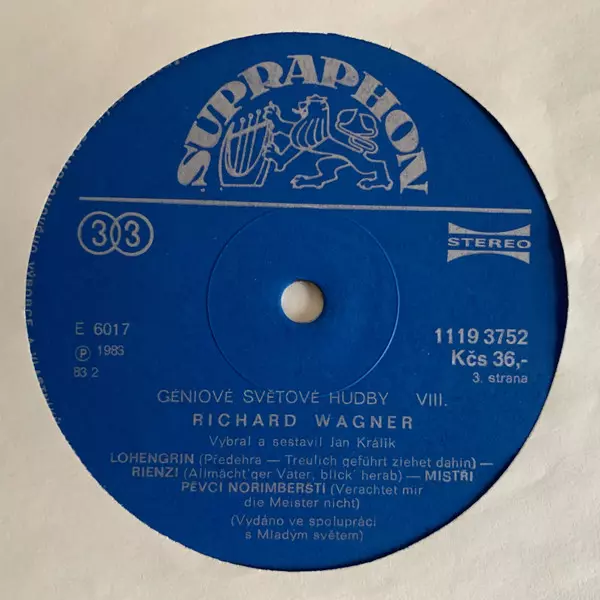 SUPRAPHON
33
STEREO
E 6017
1119 3752
Ⓟ 1983
Kčs 36,-
83 2
3. strana
GÉNIOVÉ SVĚTOVÉ HUDBY VIII.
RICHARD WAGNER
Vybral a sestavil Jan Králík
LOHENGRIN (Předehra — Treulich geführt ziehet dahin) —
RIENZI (Allmächt'ger Vater, blick' herab) — MISTŘI
PĚVCI NORIMBERŠTÍ (Verachtet mir
die Meister nicht)
(Vydáno ve spolupráci
s Mladým světem)
VÝROBCE A